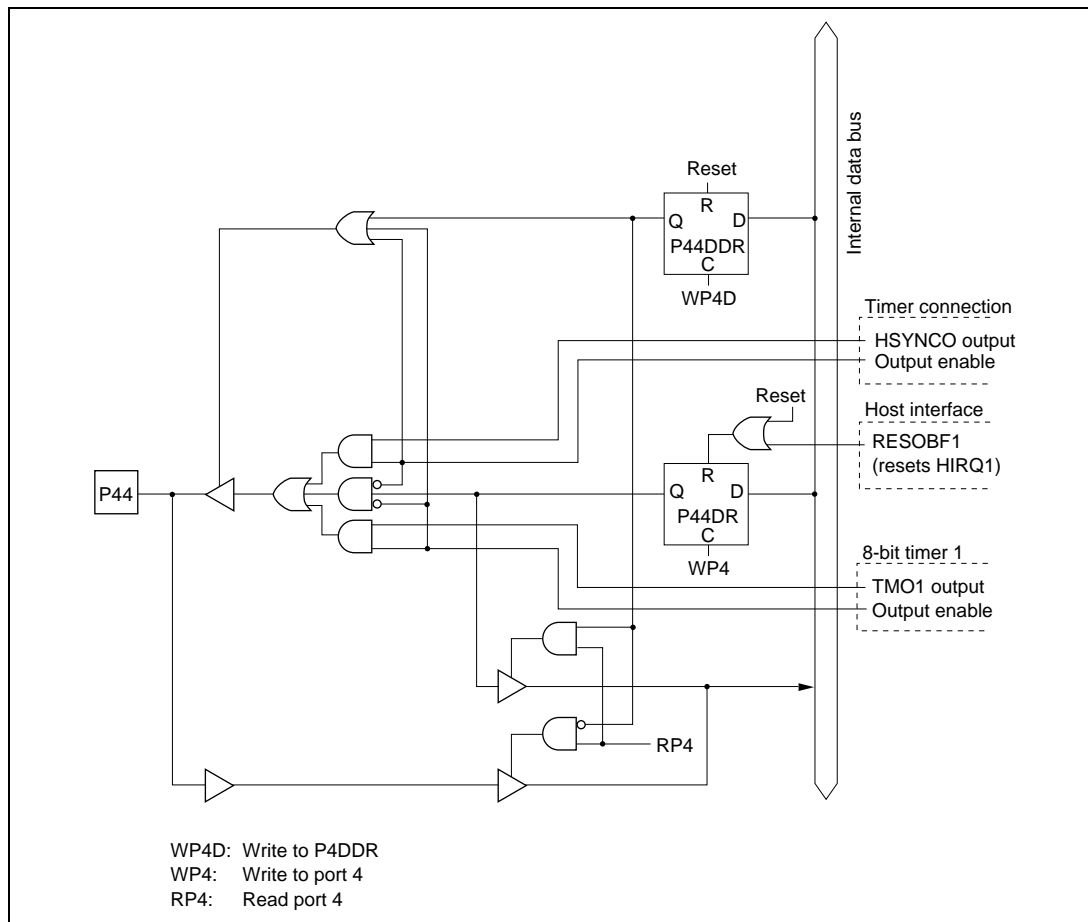 Internal data bus
Reset
R
Q
D
P44DDR
C
WP4D
Timer connection
HSYNCO output
Output enable
Reset
Host interface
RESOBF1
(resets HIRQ1)
R
Q
D
P44DR
C
WP4
P44
8-bit timer 1
TMO1 output
Output enable
RP4
WP4D: Write to P4DDR
WP4: Write to port 4
RP4: Read port 4